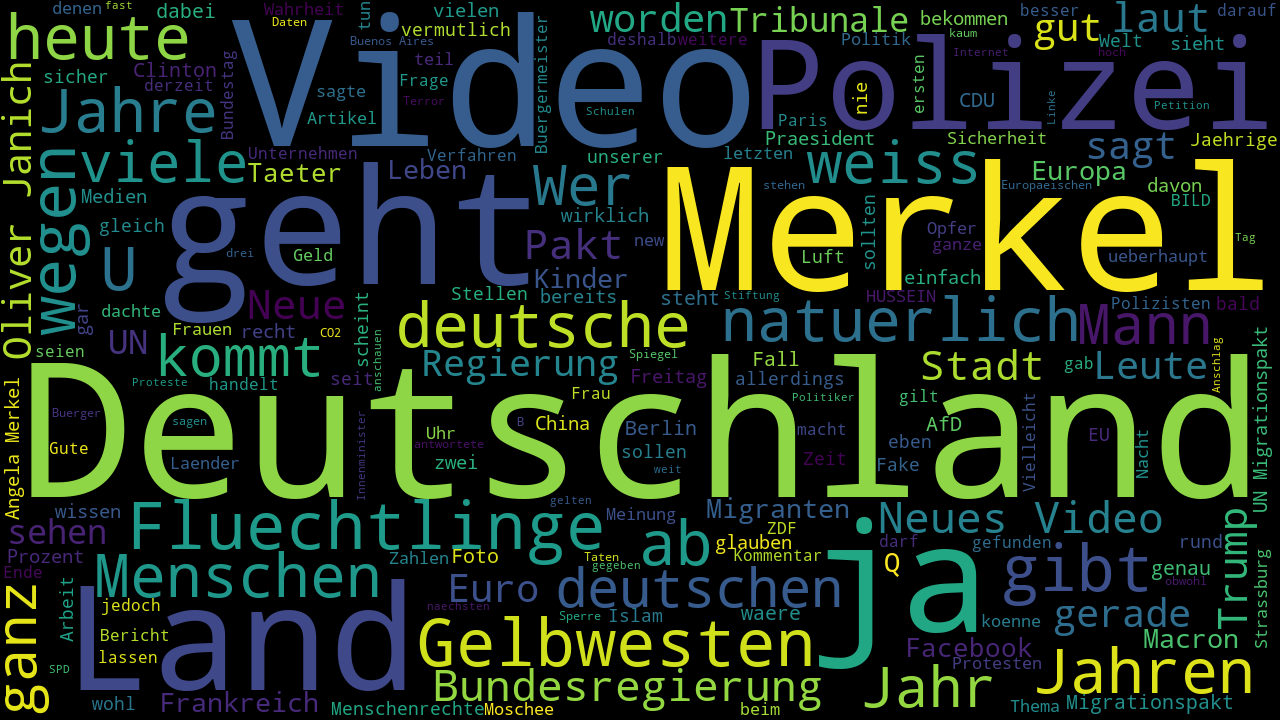 denen
fast
dabei
tun
Wahrheit
Daten
vielen
vermutlich
Buenos Aires
worden
Tribunale
bekommen
kaum
besser
darauf
heute
Video
Polizei
gut
laut
deshalb
weitere
Politik
Internet
hoch
Welt
sieht
sicher
Clinton
derzeit
teil
Frage
Terror
Buergermeister
Schulen
nie
ersten
CDU
Linke
Petition
Oliver Janich
Jahre
Bundestag
sagte
Artikel
Paris
Praesident
Sicherheit
Jaehrige
wegen
viele
Unternehmen
Taeter
Verfahren
Leben
unserer
letzten
weiss
sagt
Europa
davon
BILD
Medien
gleich
geht
Wer
wirklich
stehen
Merkel
Europaeischen
sollten
Opfer
ganze
Tag
U
drei
Geld
Pakt
new
Luft
ueberhaupt
Kinder
einfach
dachte
gar
Neue
Stellen
bereits
steht
Stiftung
HUSSEIN
Polizisten
bald
UN
Frauen
recht
CO2
scheint
anschauen
deutsche
natuerlich
Mann
seien
kommt
Regierung
Spiegel
Fall
Stadt
gab
Leute
Anschlag
Proteste
handelt
seit
Freitag
allerdings
Frau
Politiker
gilt
Angela Merkel
Deutschland
Buerger
sagen
Gute
Uhr
antwortete
B
China
Berlin
macht
AfD
Vielleicht
EU
Nacht
UN Migrationspakt
Laender
Innenminister
zwei
sollen
weit
Zeit
eben
Fake
wissen
gelten
Migranten
sehen
Fluechtlinge
Meinung
ab
ZDF
glauben
Neues Video
Prozent
Ende
Zahlen
Foto
Taten
gegeben
Kommentar
darf
gefunden
rund
Menschen
Euro
deutschen
ja
Q
gibt
genau
obwohl
Trump
Strassburg
ganz
Arbeit
jedoch
Land
naechsten
Sperre
Islam
waere
koenne
gerade
Bericht
lassen
Gelbwesten
Facebook
Macron
SPD
Protesten
Bundesregierung
Jahr
Jahren
wohl
Frankreich
Menschenrechte
Moschee
beim
Thema
Migrationspakt